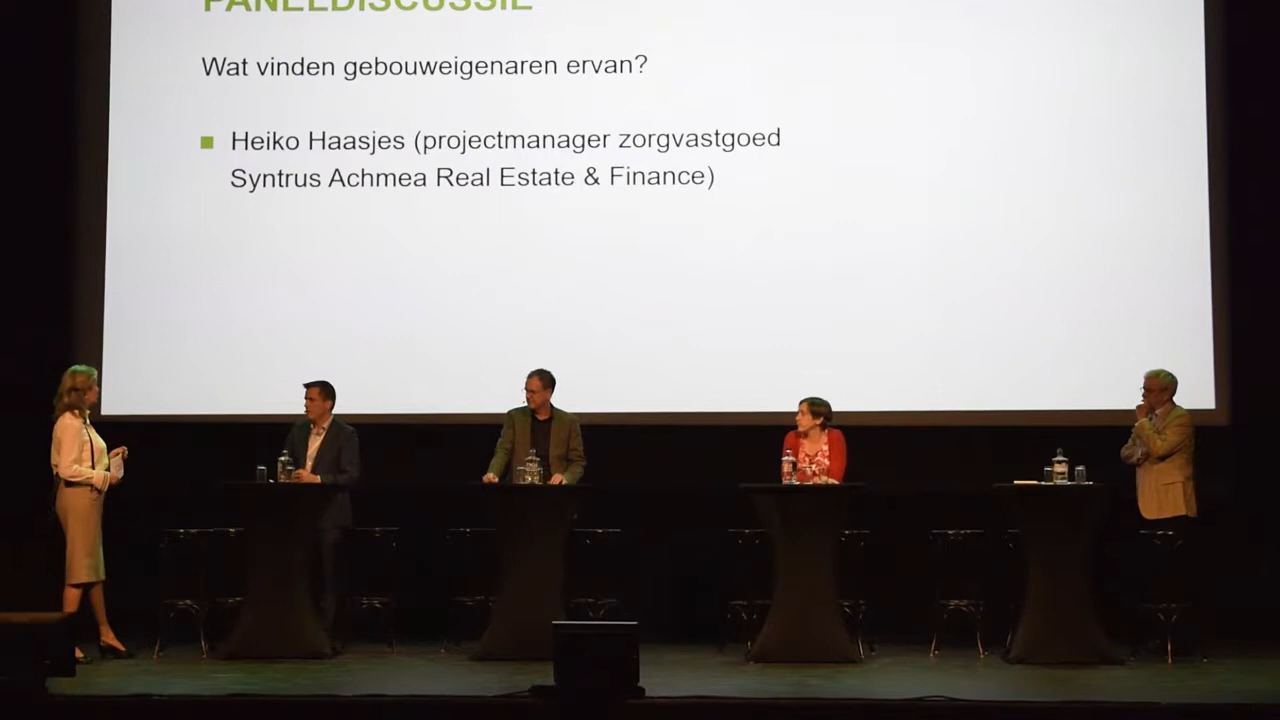 PANELDISCUSSIE
Wat vinden gebouweigenaren ervan?
Heiko Haasjes (projectmanager zorgvastgoed
Syntrus Achmea Real Estate & Finance)